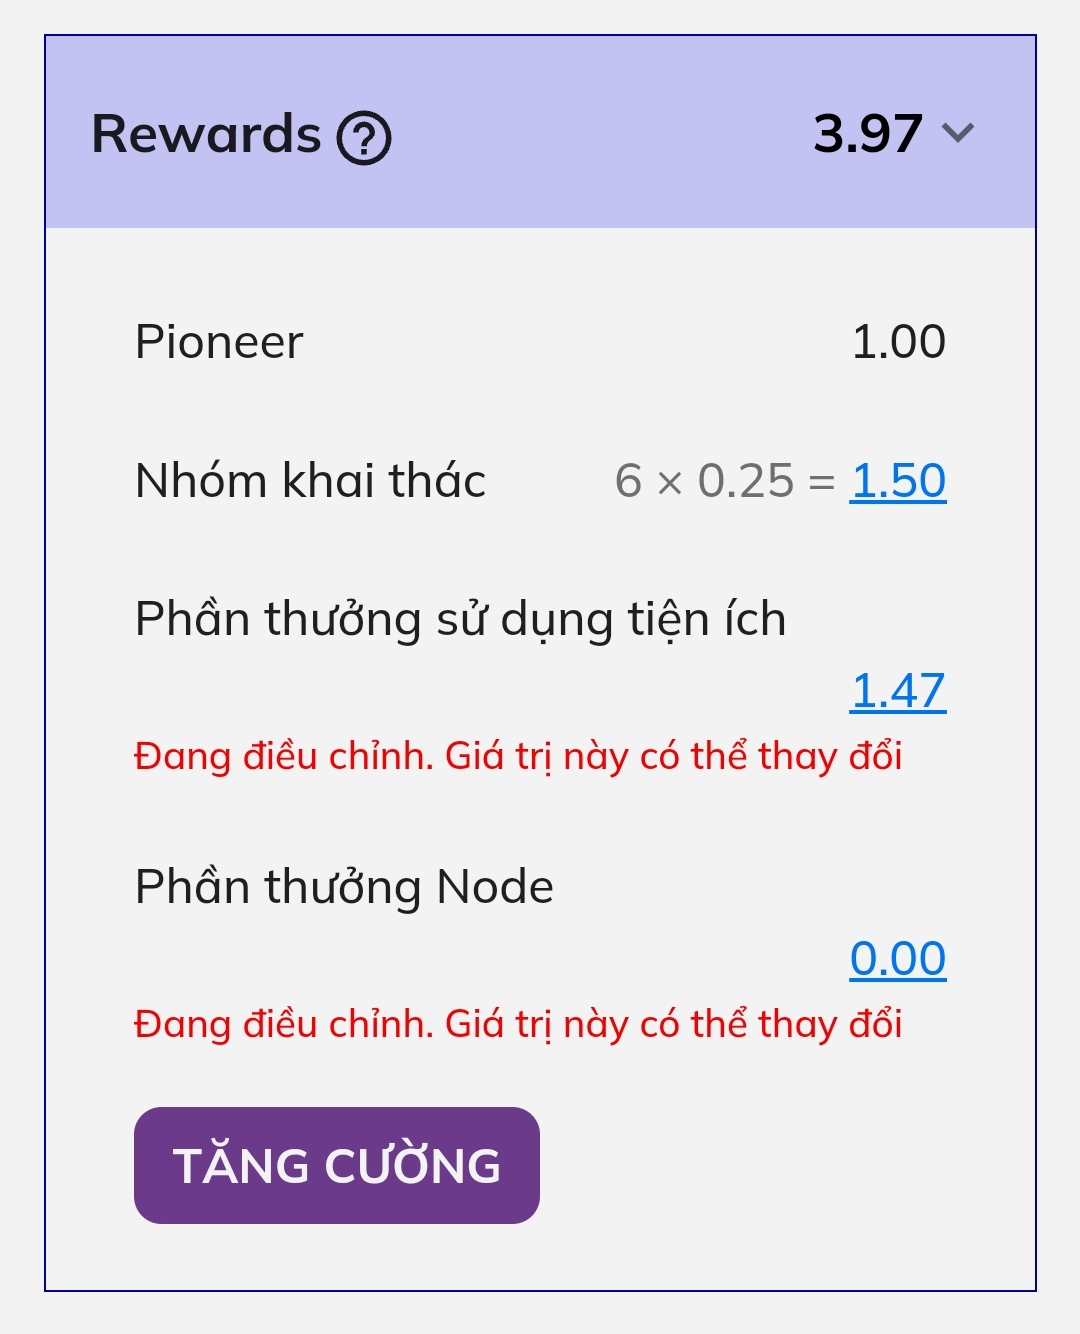 Rewards ? 3.97
Pioneer 1.00
Nhóm khai thác 6 × 0.25 = 1.50
Phần thưởng sử dụng tiện ích
1.47
Đang điều chỉnh. Giá trị này có thể thay đổi
Phần thưởng Node
0.00
Đang điều chỉnh. Giá trị này có thể thay đổi
TĂNG CƯỜNG